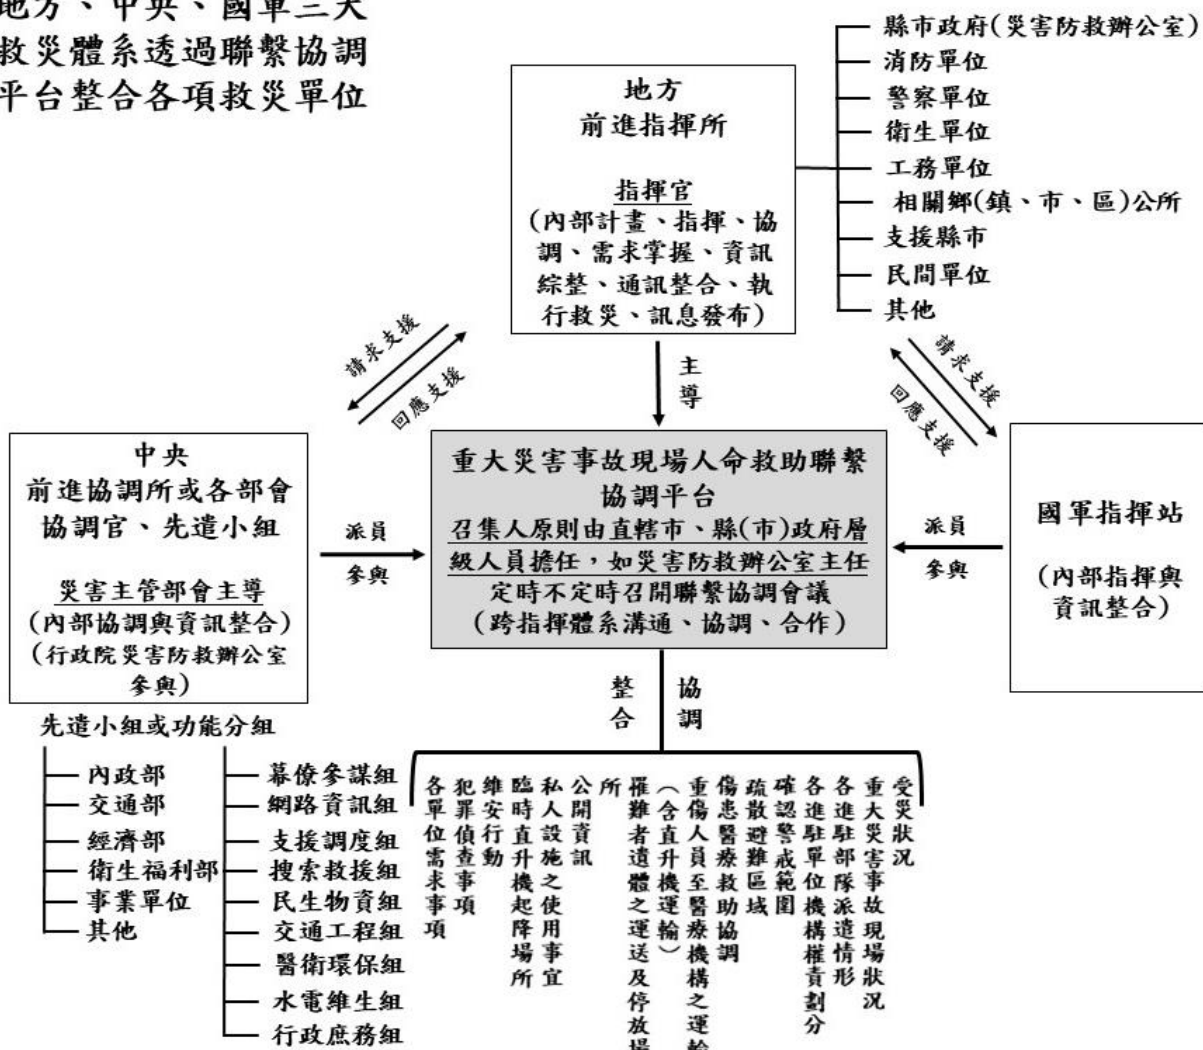 地方、中央、國軍三大
救災體系透過聯繫協調
平台整合各項救災單位
地方
前進指揮所
指揮官
(內部計畫、指揮、協
調、需求掌握、資訊
綜整、通訊整合、執
行救災、訊息發布)
縣市政府(災害防救辦公室)
消防單位
警察單位
衛生單位
工務單位
相關鄉(鎮、市、區)公所
支援縣市
民間單位
其他
請求支援
回應支援
主導
請求支援
回應支援
中央
前進協調所或各部會
協調官、先遣小組
災害主管部會主導
(內部協調與資訊整合)
(行政院災害防救辦公室
參與)
派員
參與
重大災害事故現場人命救助聯繫
協調平台
召集人原則由直轄市、縣(市)政府層
級人員擔任，如災害防救辦公室主任
定時不定時召開聯繫協調會議
(跨指揮體系溝通、協調、合作)
派員
參與
國軍指揮站
(內部指揮與
資訊整合)
整合
協調
先遣小組或功能分組
內政部
交通部
經濟部
衛生福利部
事業單位
其他
幕僚參謀組
網路資訊組
支援調度組
搜索救援組
民生物資組
交通工程組
醫衛環保組
水電維生組
行政庶務組
受災狀況
重大災害事故現場狀況
各進駐部隊派遣情形
各進駐單位機構權責劃分
確認警戒範圍
疏散避難區域
傷患醫療救助協調
重傷人員至醫療機構之運輸
(含直升機運輸)
罹難者遺體之運送及停放場
所
公開資訊
私人設施之使用事宜
臨時直升機起降場所
維安行動
犯罪偵查事項
各單位需求事項